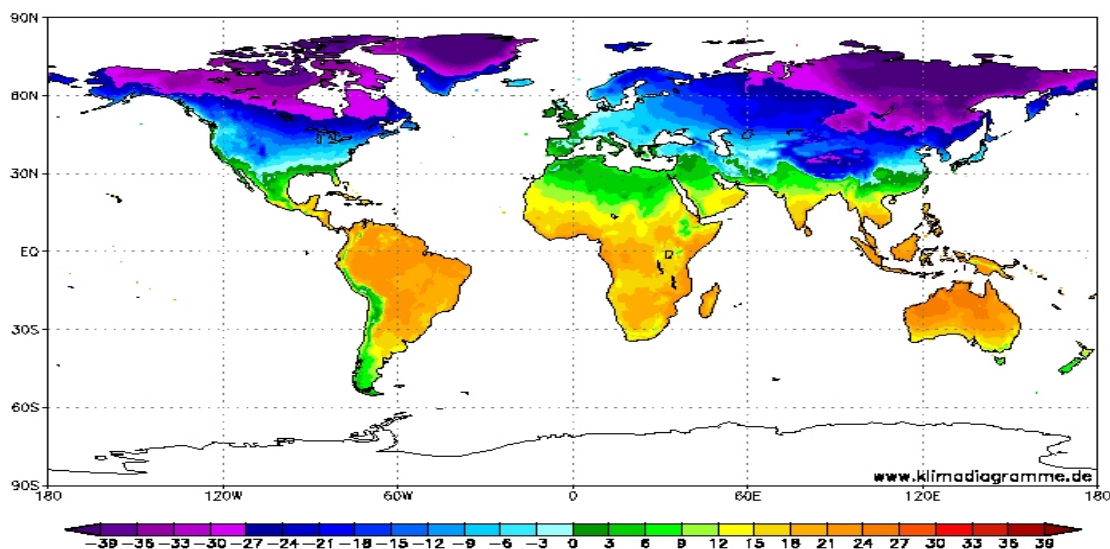 90N
60N
30N
EQ
30S
60S
90S
www.klimadiagramme.de
180 120W 60W 0 60E 120E 180
-39 -36 -33 -30 -27 -24 -21 -18 -15 -12 -9 -6 -3 0 3 6 9 12 15 18 21 24 27 30 33 36 39